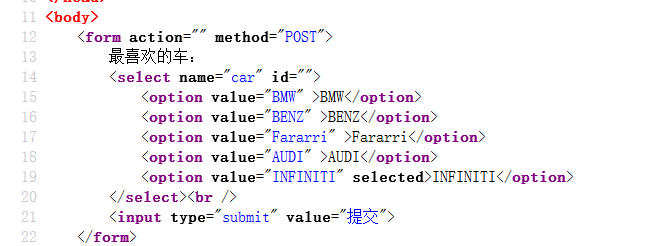 11 <body>
12 <form action="" method="POST">
13 最喜欢的车：
14 <select name="car" id="">
15 <option value="BMW" >BMW</option>
16 <option value="BENZ" >BENZ</option>
17 <option value="Fararri" >Fararri</option>
18 <option value="AUDI" >AUDI</option>
19 <option value="INFINITI" selected>INFINITI</option>
20 </select><br />
21 <input type="submit" value="提交">
22 </form>